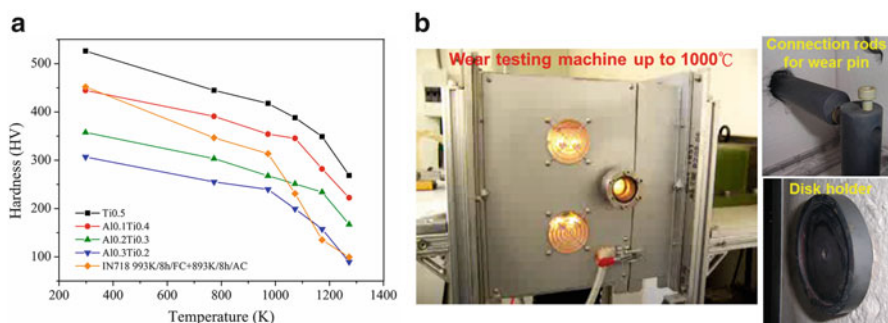 a
Hardness (HV)
500
400
300
200
100
Ti0.5
Al0.1Ti0.4
Al0.2Ti0.3
Al0.3Ti0.2
IN718 993K/8h/FC+893K/8h/AC
200
400
600
800
1000
1200
1400
Temperature (K)
b
Wear testing machine up to 1000℃
Connection rods
for wear pin
Disk holder